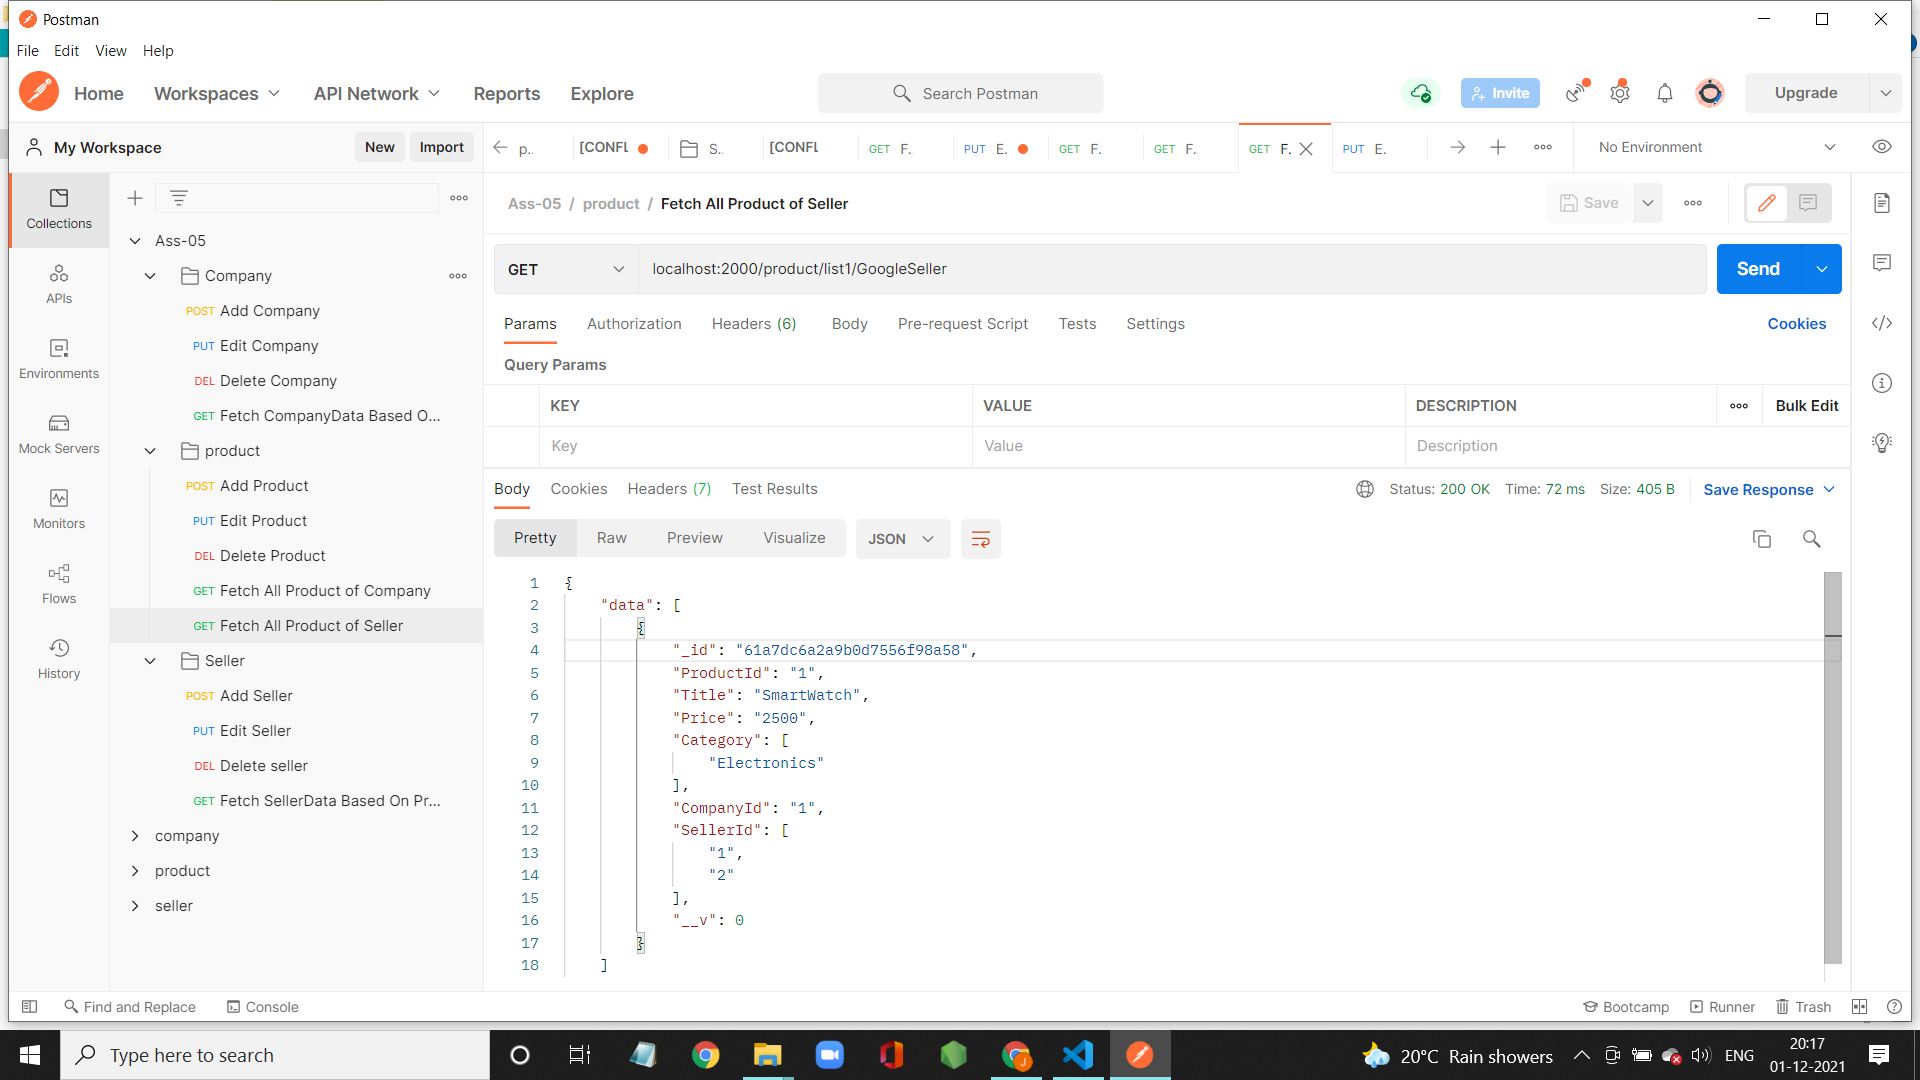 Postman
File Edit View Help
Home Workspaces API Network Reports Explore Search Postman Invite Upgrade
My Workspace New Import p.. [CONFL S.. [CONFL GET F. PUT E. GET F. GET F. GET F. PUT E. No Environment
Collections
APIs
Environments
Mock Servers
Monitors
Flows
History
Ass-05
Company
POST Add Company
PUT Edit Company
DEL Delete Company
GET Fetch CompanyData Based O...
product
POST Add Product
PUT Edit Product
DEL Delete Product
GET Fetch All Product of Company
GET Fetch All Product of Seller
Seller
POST Add Seller
PUT Edit Seller
DEL Delete seller
GET Fetch SellerData Based On Pr...
company
product
seller
Ass-05 / product / Fetch All Product of Seller Save
GET localhost:2000/product/list1/GoogleSeller Send
Params Authorization Headers (6) Body Pre-request Script Tests Settings Cookies
Query Params
KEY VALUE DESCRIPTION Bulk Edit
Key Value Description
Body Cookies Headers (7) Test Results Status: 200 OK Time: 72 ms Size: 405 B Save Response
Pretty Raw Preview Visualize JSON
1 {
2 "data": [
3 {
4 "_id": "61a7dc6a2a9b0d7556f98a58",
5 "ProductId": "1",
6 "Title": "SmartWatch",
7 "Price": "2500",
8 "Category": [
9 "Electronics"
10 ],
11 "CompanyId": "1",
12 "SellerId": [
13 "1",
14 "2"
15 ],
16 "__v": 0
17 }
18 ]
Find and Replace Console Bootcamp Runner Trash
Type here to search 20°C Rain showers ENG 20:17
01-12-2021